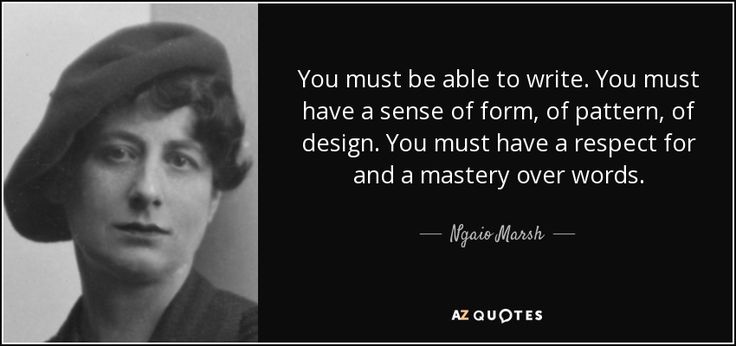 You must be able to write. You must
have a sense of form, of pattern, of
design. You must have a respect for
and a mastery over words.
Ngaio Marsh
AZ QUOTES